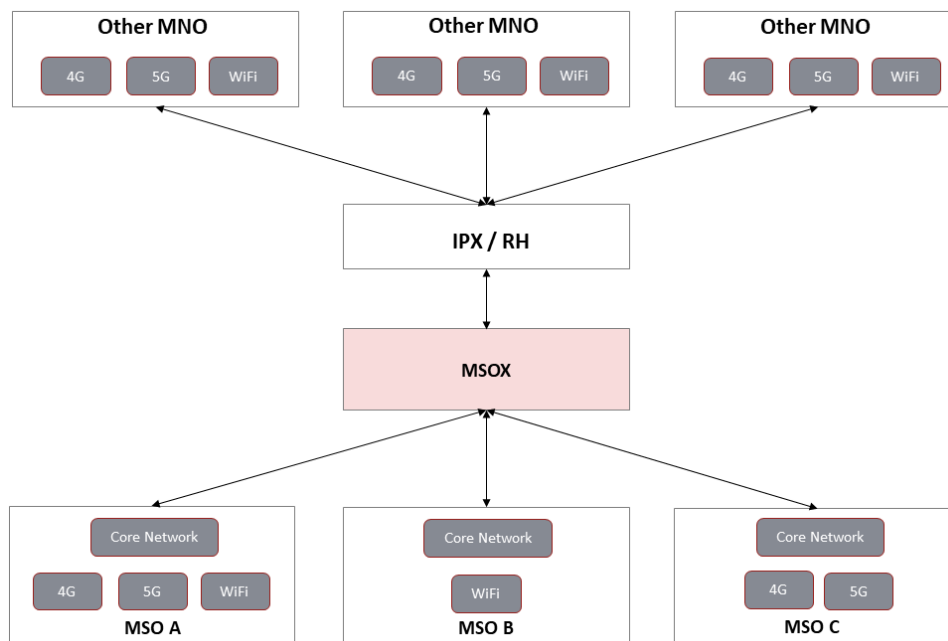 Other MNO
4G 5G WiFi
Other MNO
4G 5G WiFi
Other MNO
4G 5G WiFi
IPX / RH
MSOX
Core Network
4G 5G WiFi
MSO A
Core Network
WiFi
MSO B
Core Network
4G 5G
MSO C